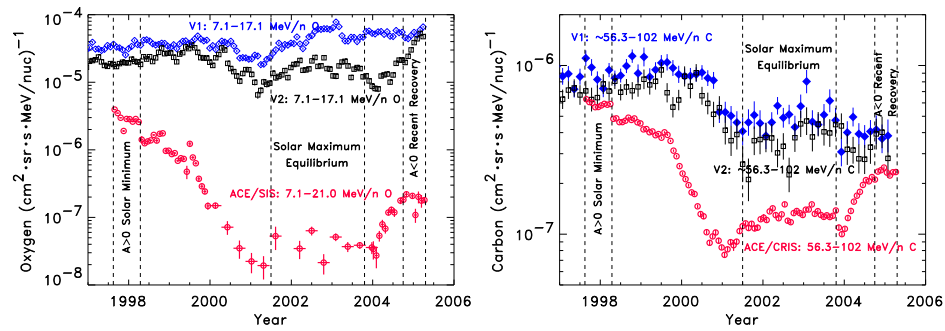 Oxygen (cm²·sr·s·MeV/nuc)⁻¹
10⁻⁴
10⁻⁵
10⁻⁶
10⁻⁷
10⁻⁸
V1: 7.1−17.1 MeV/n O
V2: 7.1−17.1 MeV/n O
Solar Maximum
Equilibrium
ACE/SIS: 7.1−21.0 MeV/n O
A>0 Solar Minimum
A<0 Recent Recovery
1998
2000
2002
2004
2006
Year
Carbon (cm²·sr·s·MeV/nuc)⁻¹
10⁻⁶
10⁻⁷
V1: ~56.3−102 MeV/n C
Solar Maximum
Equilibrium
A<0 Recent
Recovery
A>0 Solar Minimum
V2: ~56.3−102 MeV/n C
ACE/CRIS: 56.3−102 MeV/n C
1998
2000
2002
2004
2006
Year